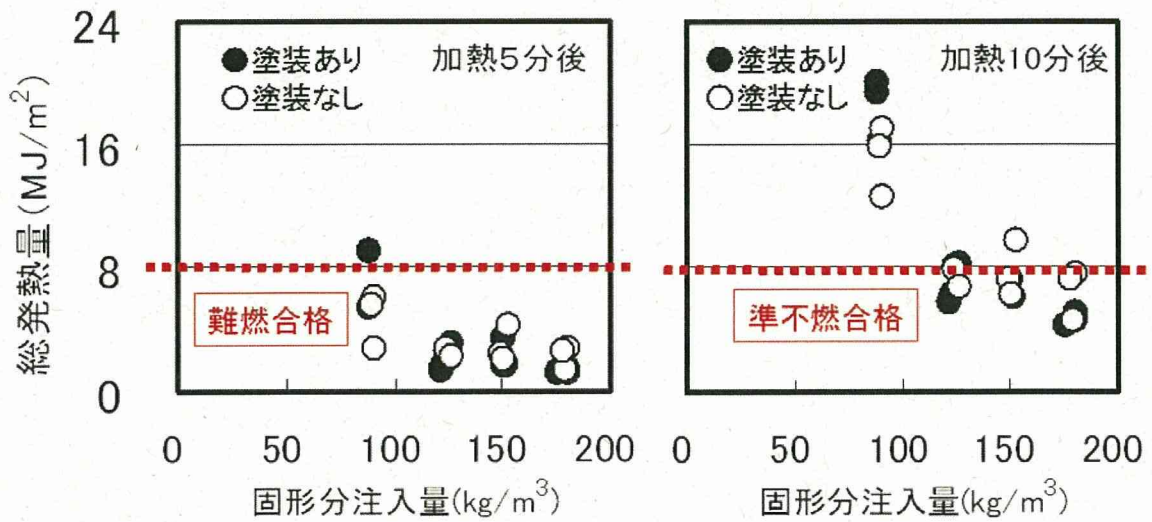 総発熱量(MJ/m²)
24
16
8
0
●塗装あり
○塗装なし
加熱5分後
難燃合格
0 50 100 150 200
固形分注入量(kg/m³)
●塗装あり
○塗装なし
加熱10分後
準不燃合格
0 50 100 150 200
固形分注入量(kg/m³)